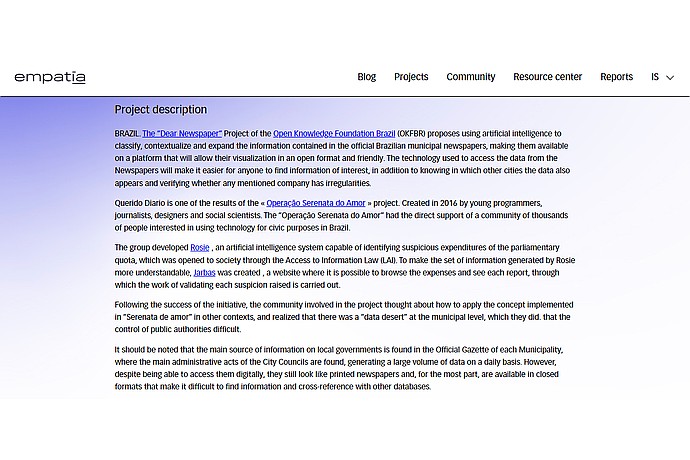 empatia
Blog Projects Community Resource center Reports IS
Project description
BRAZIL. The "Dear Newspaper" Project of the Open Knowledge Foundation Brazil (OKFBR) proposes using artificial intelligence to
classify, contextualize and expand the information contained in the official Brazilian municipal newspapers, making them available
on a platform that will allow their visualization in an open format and friendly. The technology used to access the data from the
Newspapers will make it easier for anyone to find information of interest, in addition to knowing in which other cities the data also
appears and verifying whether any mentioned company has irregularities.
Querido Diario is one of the results of the « Operação Serenata do Amor » project. Created in 2016 by young programmers,
journalists, designers and social scientists. The "Operação Serenata do Amor" had the direct support of a community of thousands
of people interested in using technology for civic purposes in Brazil.
The group developed Rosie , an artificial intelligence system capable of identifying suspicious expenditures of the parliamentary
quota, which was opened to society through the Access to Information Law (LAI). To make the set of information generated by Rosie
more understandable, Jarbas was created , a website where it is possible to browse the expenses and see each report, through
which the work of validating each suspicion raised is carried out.
Following the success of the initiative, the community involved in the project thought about how to apply the concept implemented
in "Serenata de amor" in other contexts, and realized that there was a "data desert" at the municipal level, which they did. that the
control of public authorities difficult.
It should be noted that the main source of information on local governments is found in the Official Gazette of each Municipality,
where the main administrative acts of the City Councils are found, generating a large volume of data on a daily basis. However,
despite being able to access them digitally, they still look like printed newspapers and, for the most part, are available in closed
formats that make it difficult to find information and cross-reference with other databases.